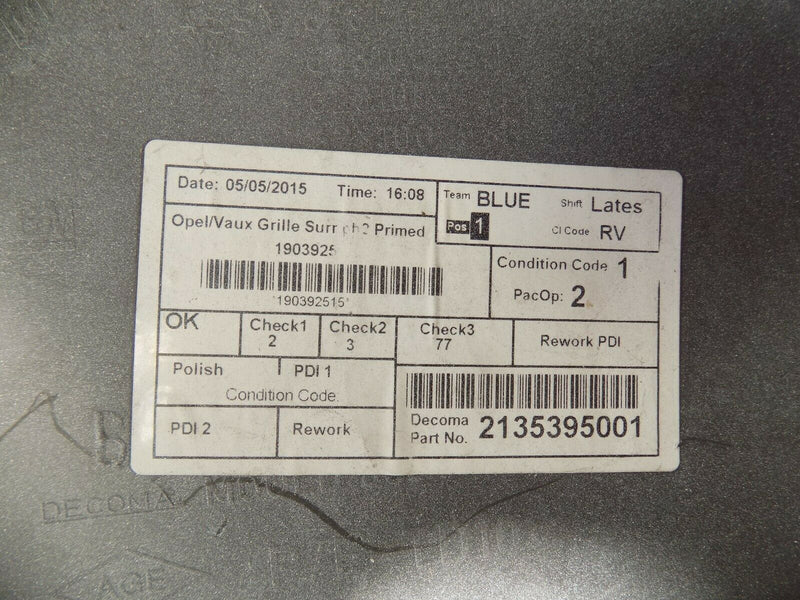 Date: 05/05/2015 Time: 16:08
Team BLUE Shift Lates
Pos 1 CI Code RV
Opel/Vaux Grille Surr Primed
190392515
Condition Code 1
PacOp: 2
OK
Check1
2
Check2
3
Check3
77
Rework PDI
Polish
PDI 1
Condition Code:
PDI 2
Rework
Decoma
Part No. 2135395001
DECOMA
AGE